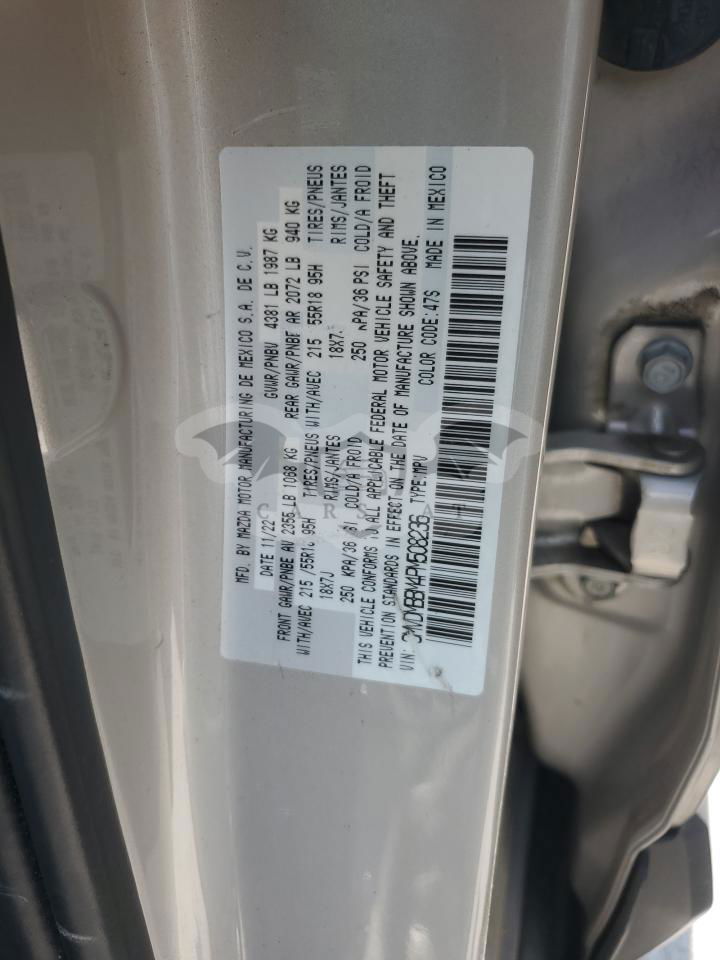 MFD. BY MAZDA MOTOR MANUFACTURING DE MEXICO S.A. DE C.V.
DATE 11/22 GVWR/PNBV 4381 LB 1987 KG
FRONT GAWR/PNBE AV 2355 LB 1068 KG REAR GAWR/PNBE AR 2072 LB 940 KG
WITH/AVEC 215/55R18 95H TIRES/PNEUS WITH/AVEC 215 55R18 95H TIRES/PNEUS
18X7J RIMS/JANTES 18X7J RIMS/JANTES
250 KPA/36 PSI COLD/A FROID 250 KPA/36 PSI COLD/A FROID
THIS VEHICLE CONFORMS TO ALL APPLICABLE FEDERAL MOTOR VEHICLE SAFETY AND THEFT
PREVENTION STANDARDS IN EFFECT ON THE DATE OF MANUFACTURE SHOWN ABOVE.
VIN: 3MVDMBBM4PM508236 TYPE:MPV COLOR CODE:47S MADE IN MEXICO